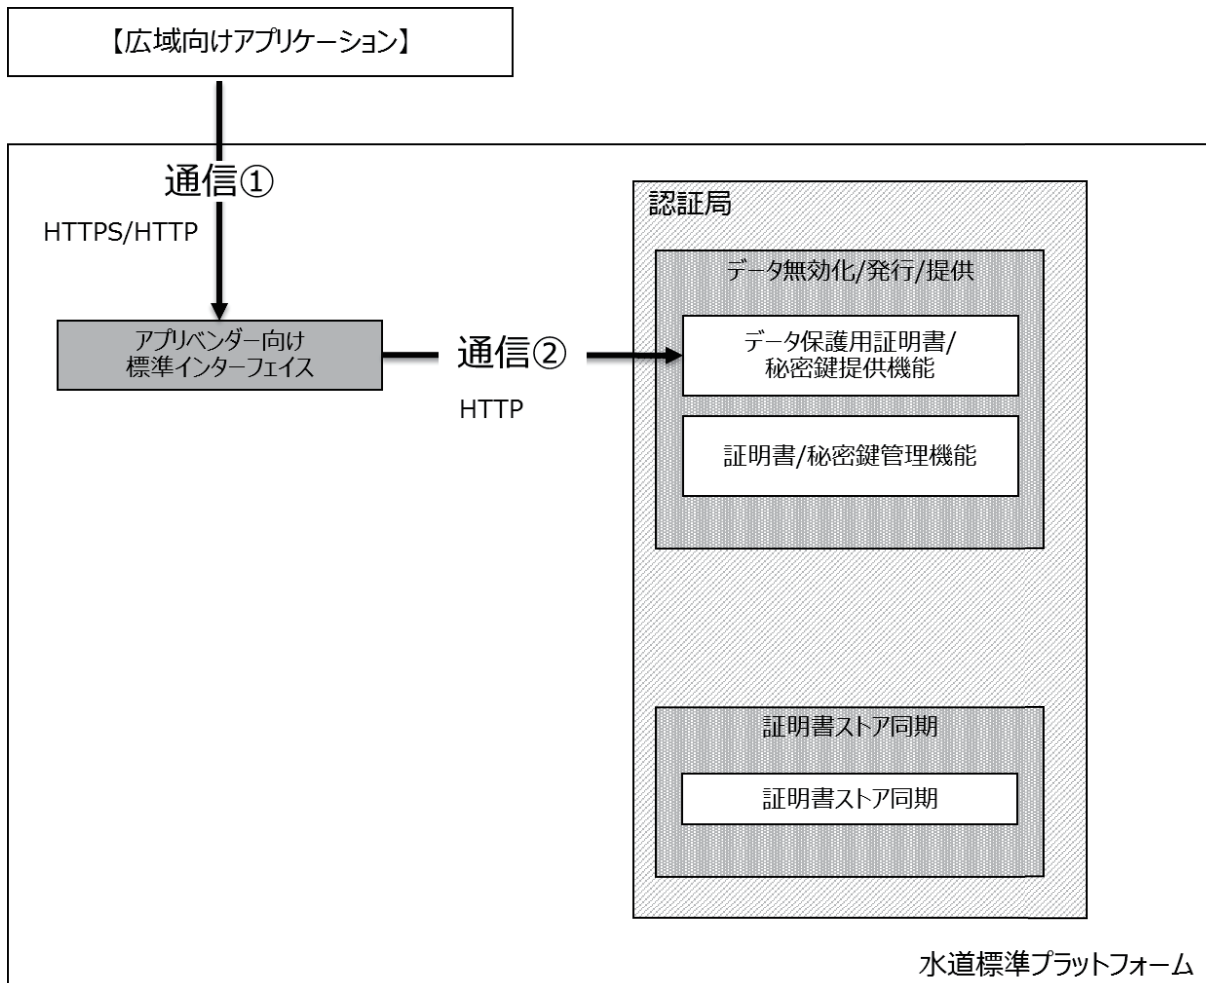 【広域向けアプリケーション】
通信①
HTTPS/HTTP
アプリベンダー向け
標準インターフェイス
通信②
HTTP
認証局
データ無効化/発行/提供
データ保護用証明書/
秘密鍵提供機能
証明書/秘密鍵管理機能
証明書ストア同期
証明書ストア同期
水道標準プラットフォーム